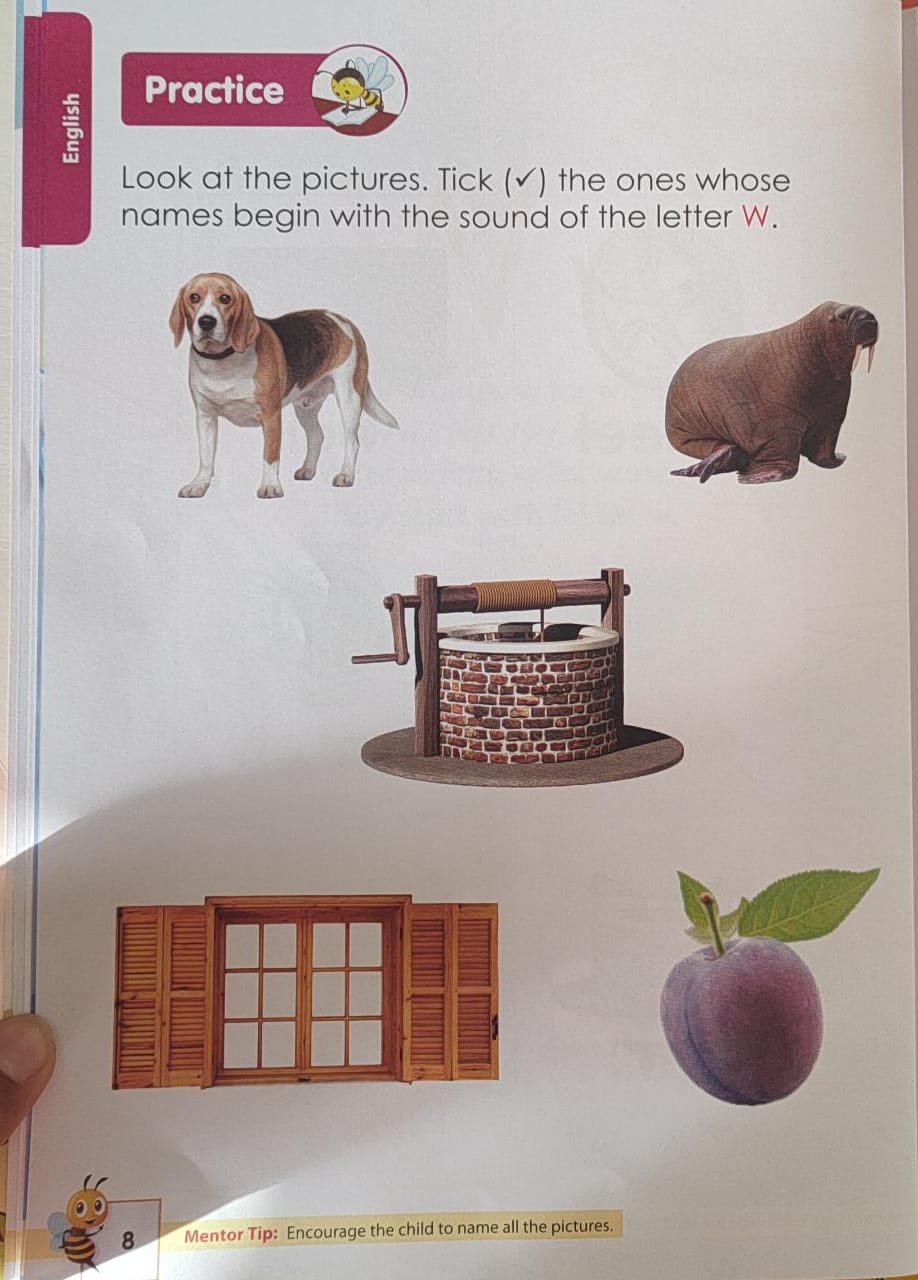 English
Practice
Look at the pictures. Tick (✓) the ones whose
names begin with the sound of the letter W.
8
Mentor Tip: Encourage the child to name all the pictures.